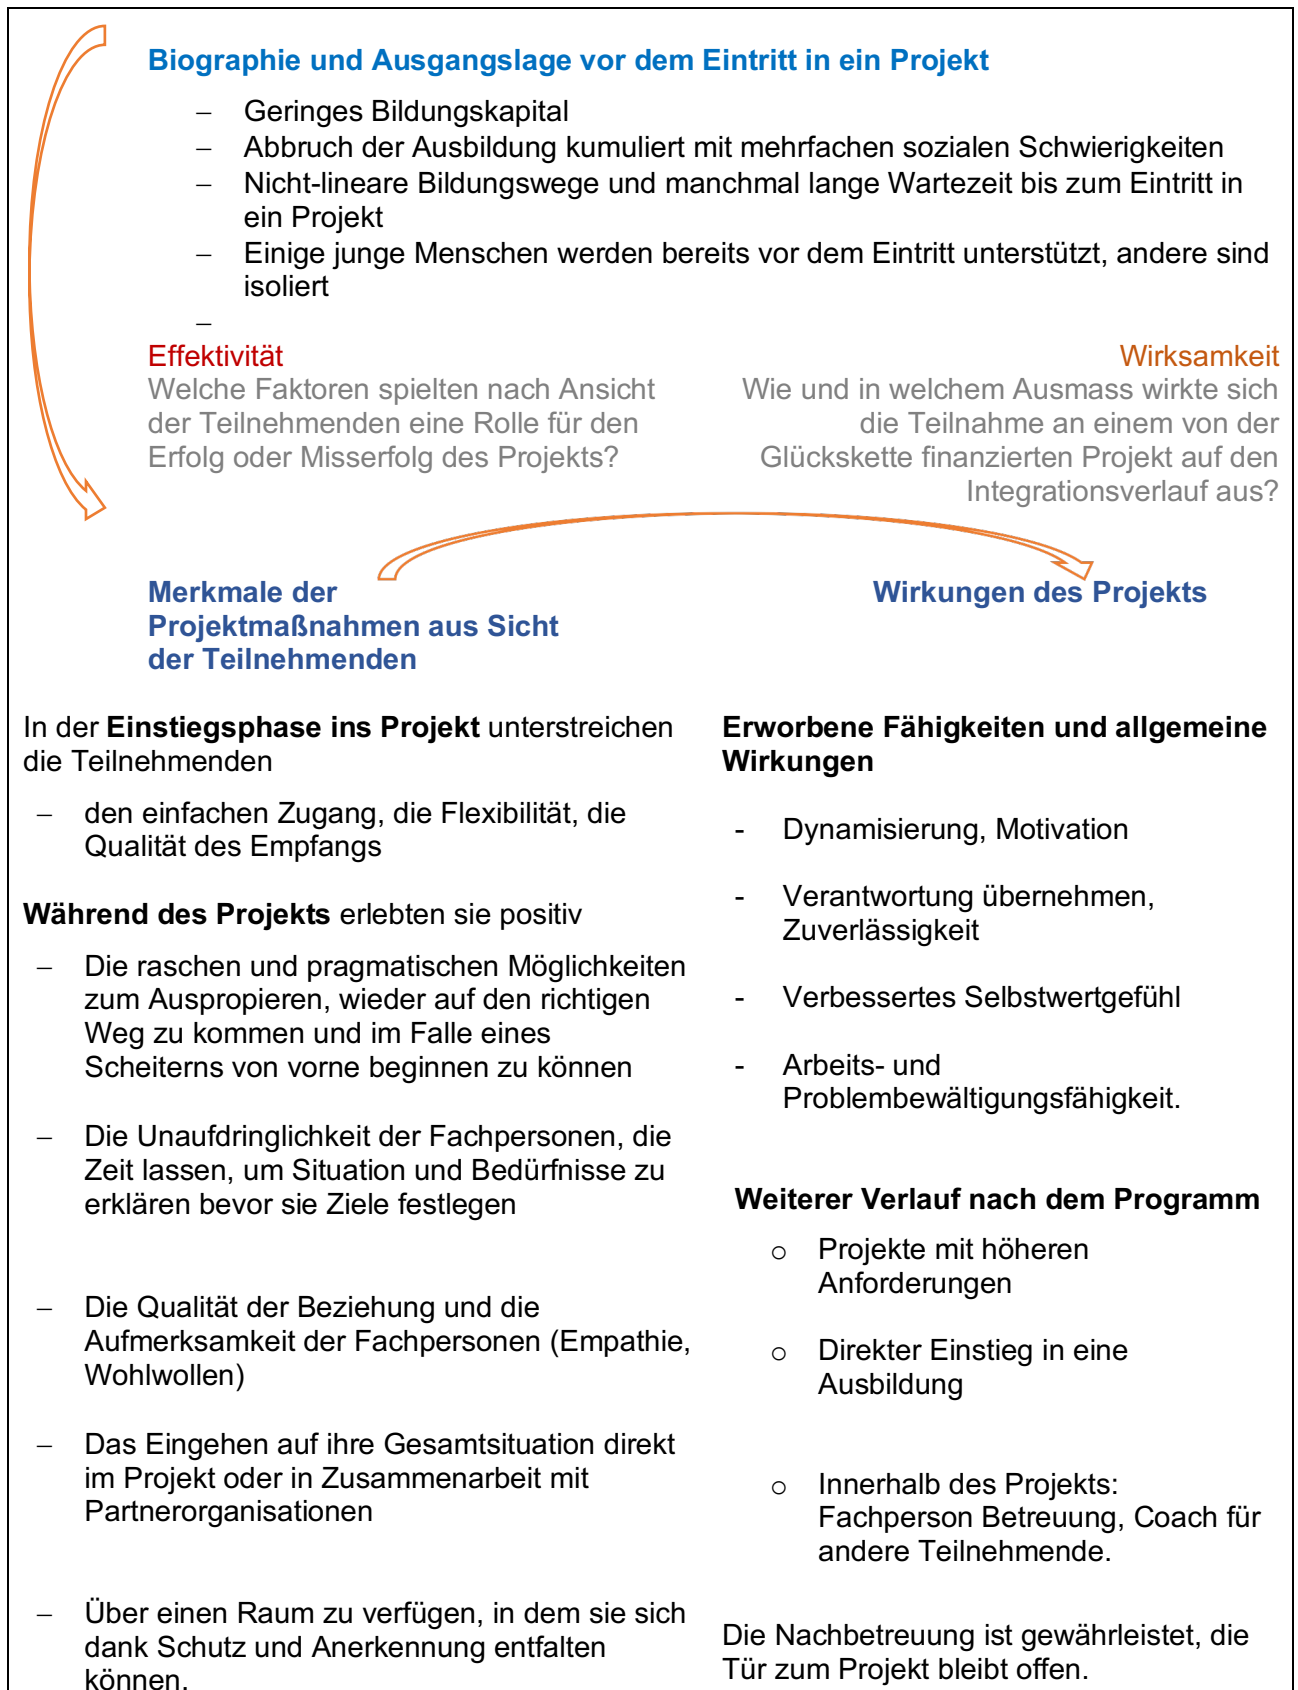 Biographie und Ausgangslage vor dem Eintritt in ein Projekt
– Geringes Bildungskapital
– Abbruch der Ausbildung kumuliert mit mehrfachen sozialen Schwierigkeiten
– Nicht-lineare Bildungswege und manchmal lange Wartezeit bis zum Eintritt in
ein Projekt
– Einige junge Menschen werden bereits vor dem Eintritt unterstützt, andere sind
isoliert
–
Effektivität
Welche Faktoren spielten nach Ansicht
der Teilnehmenden eine Rolle für den
Erfolg oder Misserfolg des Projekts?
Wirksamkeit
Wie und in welchem Ausmass wirkte sich
die Teilnahme an einem von der
Glückskette finanzierten Projekt auf den
Integrationsverlauf aus?
Merkmale der
Projektmaßnahmen aus Sicht
der Teilnehmenden
Wirkungen des Projekts
In der Einstiegsphase ins Projekt unterstreichen
die Teilnehmenden
– den einfachen Zugang, die Flexibilität, die
Qualität des Empfangs
Während des Projekts erlebten sie positiv
– Die raschen und pragmatischen Möglichkeiten
zum Auspropieren, wieder auf den richtigen
Weg zu kommen und im Falle eines
Scheiterns von vorne beginnen zu können
– Die Unaufdringlichkeit der Fachpersonen, die
Zeit lassen, um Situation und Bedürfnisse zu
erklären bevor sie Ziele festlegen
– Die Qualität der Beziehung und die
Aufmerksamkeit der Fachpersonen (Empathie,
Wohlwollen)
– Das Eingehen auf ihre Gesamtsituation direkt
im Projekt oder in Zusammenarbeit mit
Partnerorganisationen
– Über einen Raum zu verfügen, in dem sie sich
dank Schutz und Anerkennung entfalten
können.
Erworbene Fähigkeiten und allgemeine
Wirkungen
- Dynamisierung, Motivation
- Verantwortung übernehmen,
Zuverlässigkeit
- Verbessertes Selbstwertgefühl
- Arbeits- und
Problembewältigungsfähigkeit.
Weiterer Verlauf nach dem Programm
o Projekte mit höheren
Anforderungen
o Direkter Einstieg in eine
Ausbildung
o Innerhalb des Projekts:
Fachperson Betreuung, Coach für
andere Teilnehmende.
Die Nachbetreuung ist gewährleistet, die
Tür zum Projekt bleibt offen.